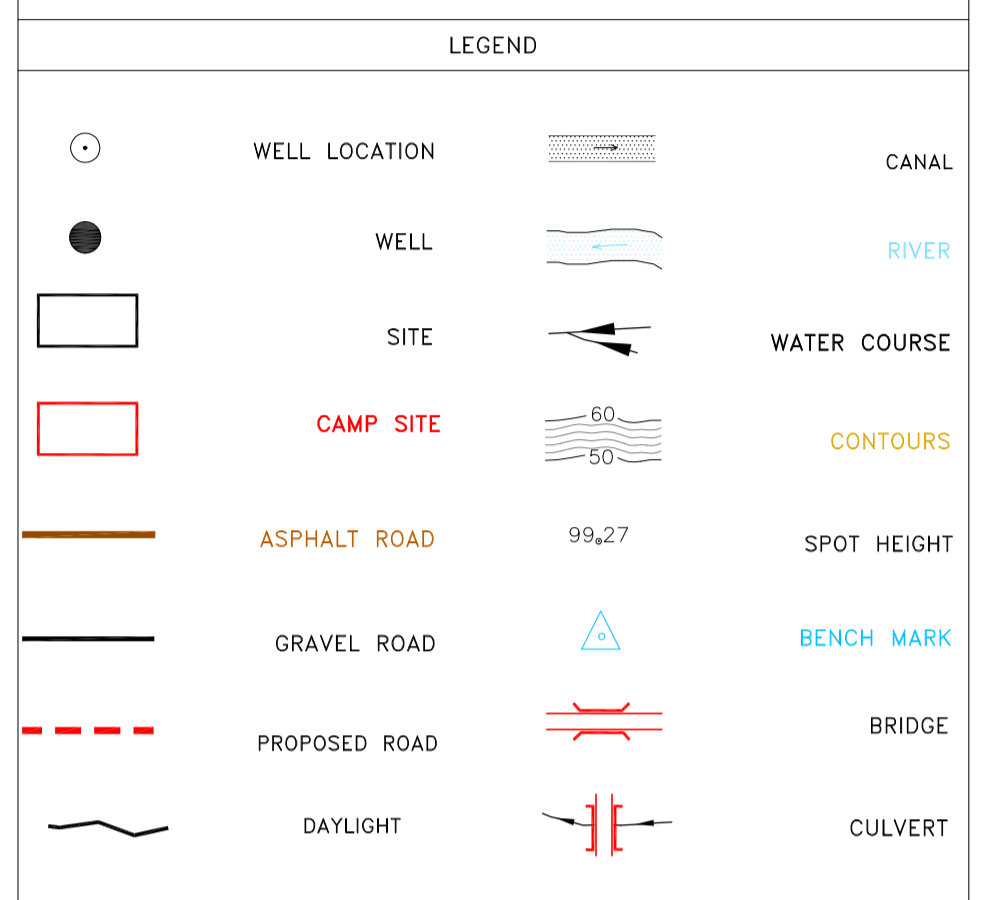 LEGEND
WELL LOCATION
CANAL
WELL
RIVER
SITE
WATER COURSE
CAMP SITE
60
50
CONTOURS
ASPHALT ROAD
99.27
SPOT HEIGHT
GRAVEL ROAD
BENCH MARK
PROPOSED ROAD
BRIDGE
DAYLIGHT
CULVERT